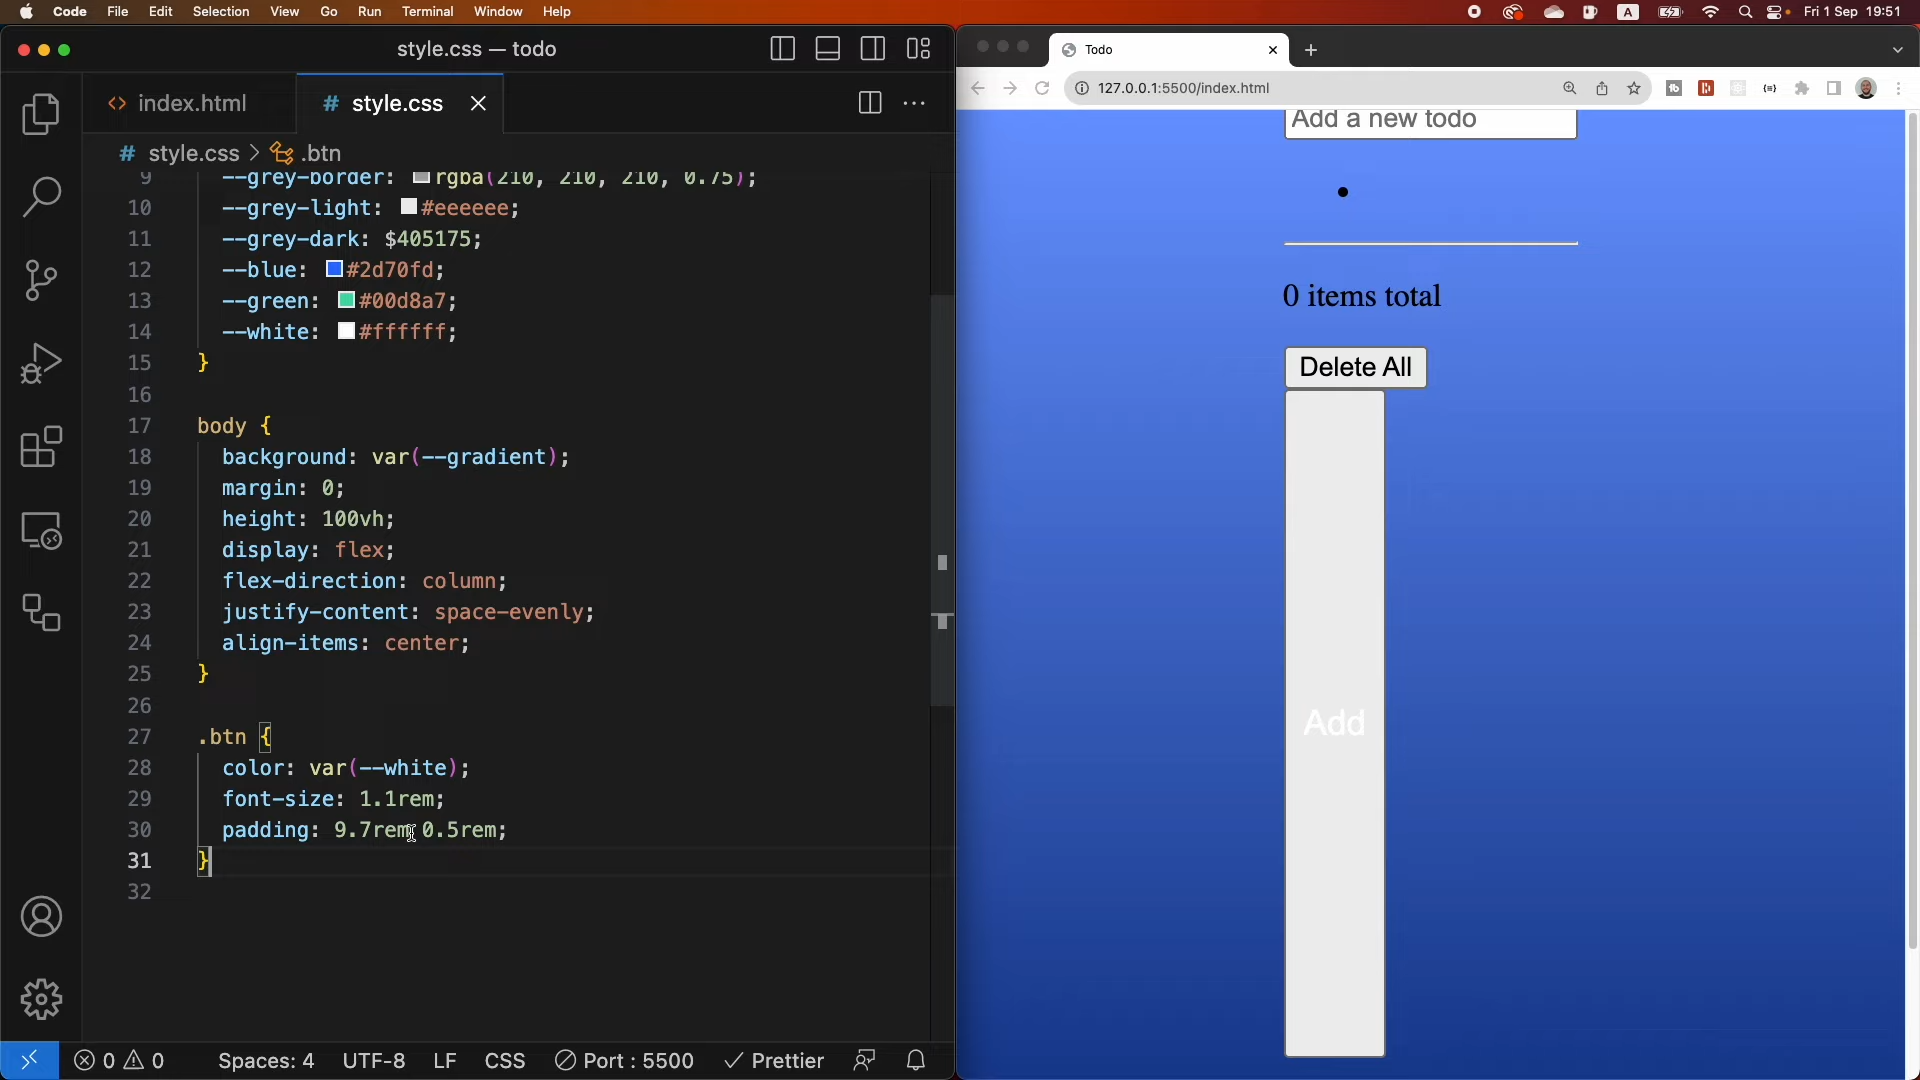 Code File Edit Selection View Go Run Terminal Window Help
A Fri 1 Sep 19:51
style.css — todo
index.html
# style.css
# style.css > .btn
9 --grey-border: rgba(210, 210, 210, 0.75);
10 --grey-light: #eeeeee;
11 --grey-dark: $405175;
12 --blue: #2d70fd;
13 --green: #00d8a7;
14 --white: #ffffff;
15 }
16
17 body {
18 background: var(--gradient);
19 margin: 0;
20 height: 100vh;
21 display: flex;
22 flex-direction: column;
23 justify-content: space-evenly;
24 align-items: center;
25 }
26
27 .btn {
28 color: var(--white);
29 font-size: 1.1rem;
30 padding: 9.7rem 0.5rem;
31 }
32
0 0 Spaces: 4 UTF-8 LF CSS Port : 5500 Prettier
Todo
127.0.0.1:5500/index.html
Add a new todo
0 items total
Delete All
Add